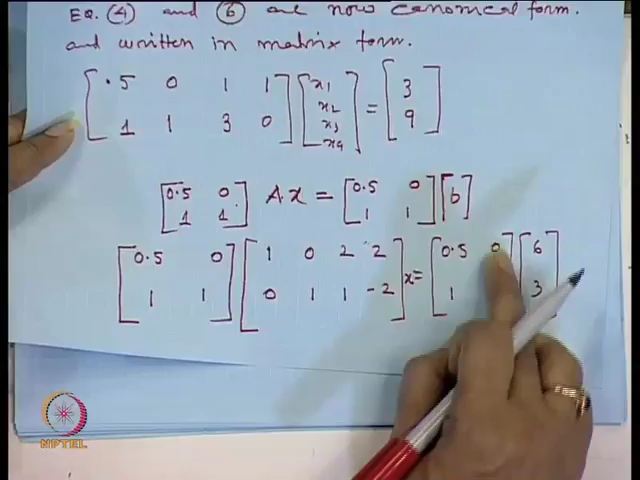 Eq. (4) and (6) are now canonical form.
and written in matrix form.
[.5 0 1 1; 1 1 3 0] [x1; x2; x3; x4] = [3; 9]
[0.5 0; 1 1] A.x = [0.5 0; 1 1] [b]
[0.5 0; 1 1] [1 0 2 2; 0 1 1 -2] x = [0.5 0; 1] [6; 3]
NPTEL